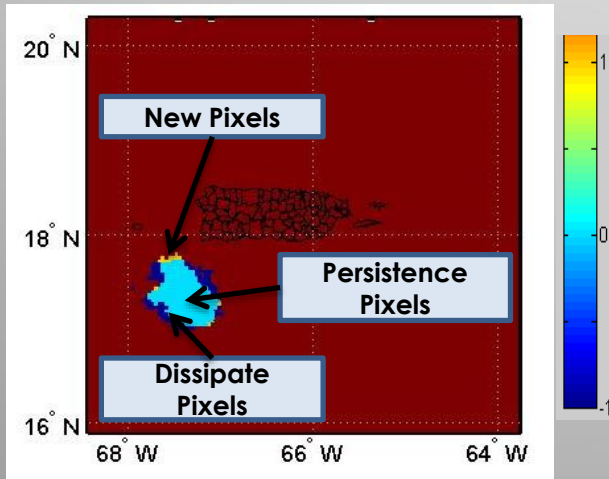 20° N
New Pixels
18° N
Persistence
Pixels
Dissipate
Pixels
16° N
68° W
66° W
64° W
1
0
-1